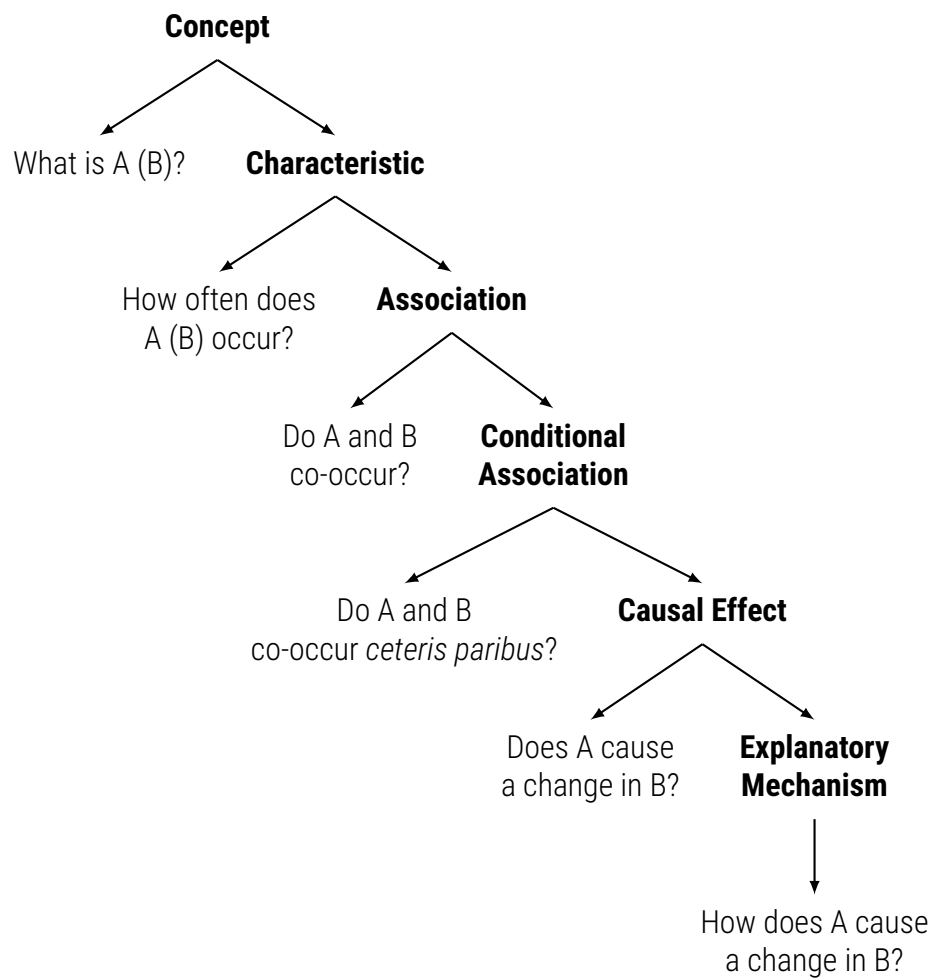 Concept
What is A (B)?
Characteristic
How often does
A (B) occur?
Association
Do A and B
co-occur?
Conditional
Association
Do A and B
co-occur ceteris paribus?
Causal Effect
Does A cause
a change in B?
Explanatory
Mechanism
How does A cause
a change in B?